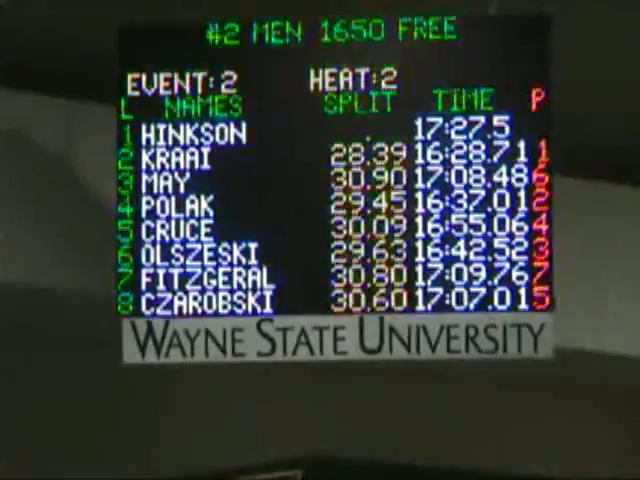 #2 MEN 1650 FREE
EVENT:2 HEAT:2
L NAMES SPLIT TIME P
1 HINKSON . 17:27.5
2 KRAAI 28.39 16:28.71 1
3 MAY 30.90 17:08.48 6
4 POLAK 29.45 16:37.01 2
5 CRUCE 30.09 16:55.06 4
6 OLSZESKI 29.63 16:42.52 3
7 FITZGERAL 30.80 17:09.76 7
8 CZAROBSKI 30.60 17:07.01 5
WAYNE STATE UNIVERSITY